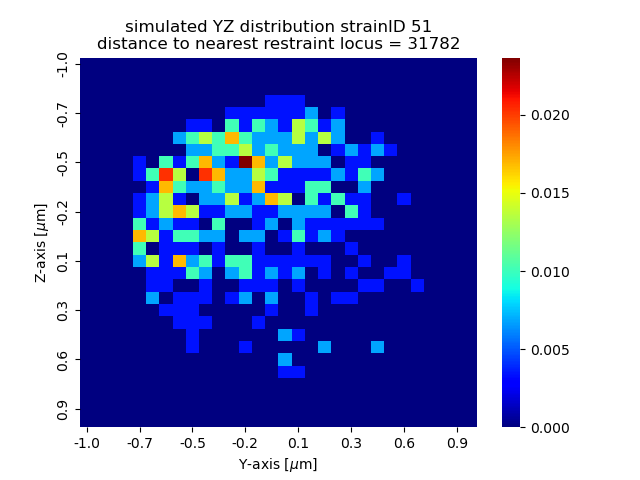 simulated YZ distribution strainID 51
distance to nearest restraint locus = 31782
-1.0
-0.7
-0.5
-0.2
0.1
0.3
0.6
0.9
Z-axis [μm]
-1.0 -0.7 -0.5 -0.2 0.1 0.3 0.6 0.9
Y-axis [μm]
0.020
0.015
0.010
0.005
0.000